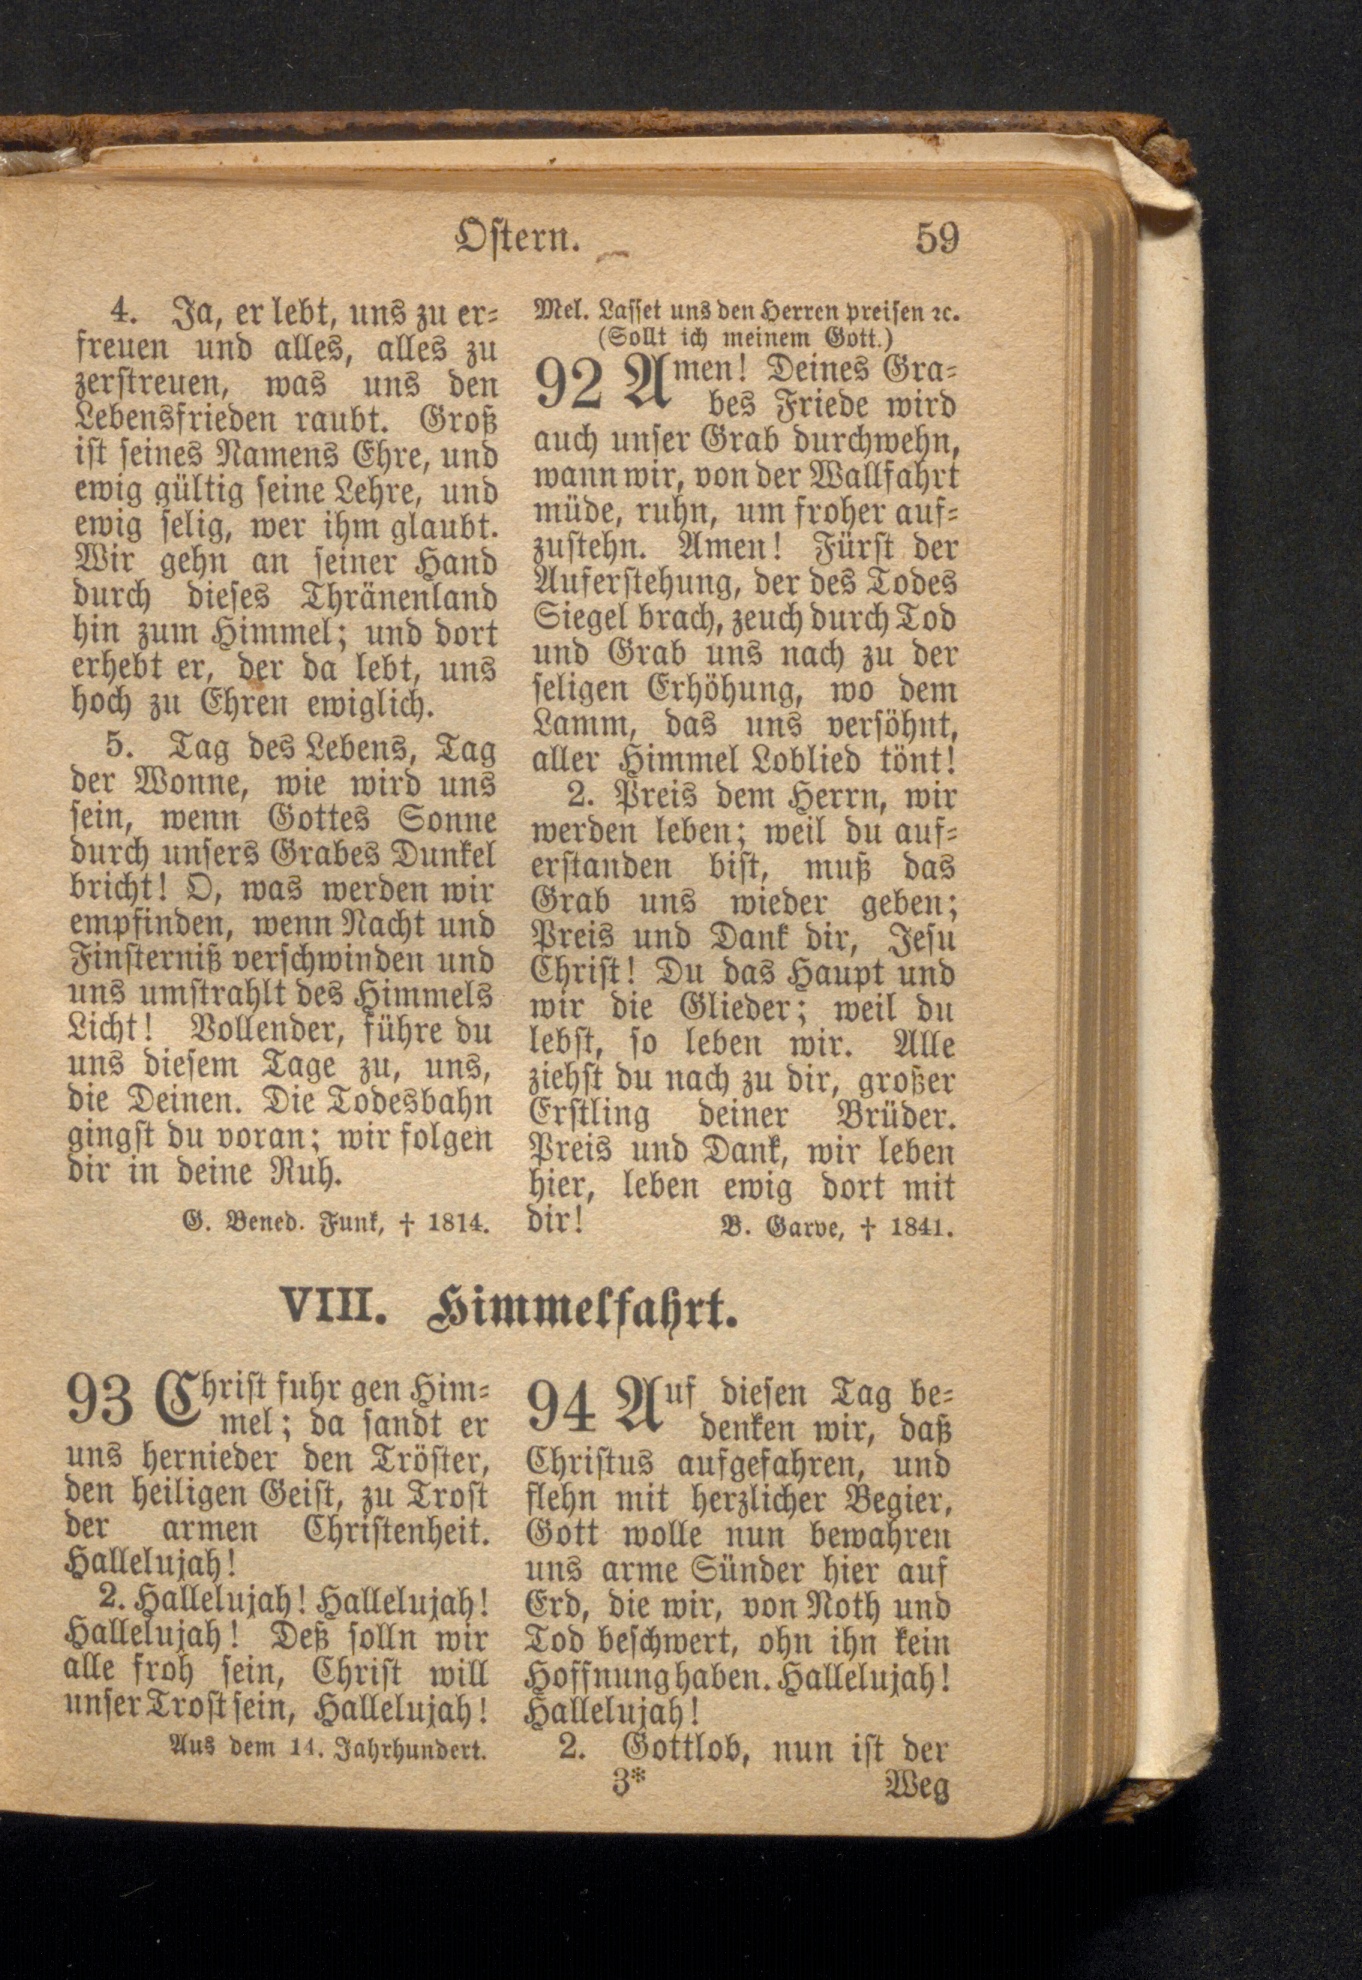 Ostern. 59
4. Ja, er lebt, uns zu er-
freuen und alles, alles zu
zerstreuen, was uns den
Lebensfrieden raubt. Groß
ist seines Namens Ehre, und
ewig gültig seine Lehre, und
ewig selig, wer ihm glaubt.
Wir gehn an seiner Hand
durch dieses Thränenland
hin zum Himmel; und dort
erhebt er, der da lebt, uns
hoch zu Ehren ewiglich.
5. Tag des Lebens, Tag
der Wonne, wie wird uns
sein, wenn Gottes Sonne
durch unsers Grabes Dunkel
bricht! O, was werden wir
empfinden, wenn Nacht und
Finsterniß verschwinden und
uns umstrahlt des Himmels
Licht! Vollender, führe du
uns diesem Tage zu, uns,
die Deinen. Die Todesbahn
gingst du voran; wir folgen
dir in deine Ruh.
G. Bened. Funk, † 1814.
Mel. Lasset uns den Herren preisen ꝛc.
(Sollt ich meinem Gott.)
92 Amen! Deines Gra-
bes Friede wird
auch unser Grab durchwehn,
wann wir, von der Wallfahrt
müde, ruhn, um froher auf-
zustehn. Amen! Fürst der
Auferstehung, der des Todes
Siegel brach, zeuch durch Tod
und Grab uns nach zu der
seligen Erhöhung, wo dem
Lamm, das uns versöhnt,
aller Himmel Loblied tönt!
2. Preis dem Herrn, wir
werden leben; weil du auf-
erstanden bist, muß das
Grab uns wieder geben;
Preis und Dank dir, Jesu
Christ! Du das Haupt und
wir die Glieder; weil du
lebst, so leben wir. Alle
ziehst du nach zu dir, großer
Erstling deiner Brüder.
Preis und Dank, wir leben
hier, leben ewig dort mit
dir! B. Garve, † 1841.
VIII. Himmelfahrt.
93 Christ fuhr gen Him-
mel; da sandt er
uns hernieder den Tröster,
den heiligen Geist, zu Trost
der armen Christenheit.
Hallelujah!
2. Hallelujah! Hallelujah!
Hallelujah! Deß solln wir
alle froh sein, Christ will
unser Trost sein, Hallelujah!
Aus dem 14. Jahrhundert.
94 Auf diesen Tag be-
denken wir, daß
Christus aufgefahren, und
flehn mit herzlicher Begier,
Gott wolle nun bewahren
uns arme Sünder hier auf
Erd, die wir, von Noth und
Tod beschwert, ohn ihn kein
Hoffnung haben. Hallelujah!
Hallelujah!
2. Gottlob, nun ist der
3* Weg